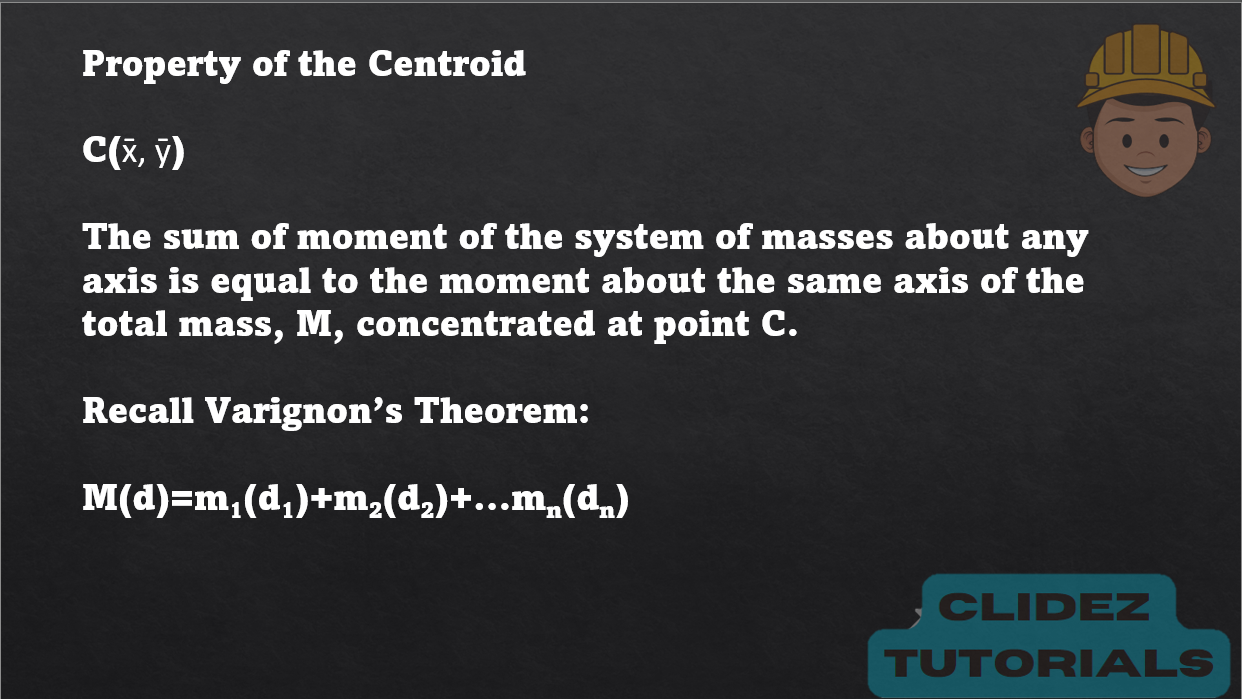 Property of the Centroid
C(x̄, ȳ)
The sum of moment of the system of masses about any
axis is equal to the moment about the same axis of the
total mass, M, concentrated at point C.
Recall Varignon’s Theorem:
M(d)=m₁(d₁)+m₂(d₂)+...mₙ(dₙ)
CLIDEZ
TUTORIALS